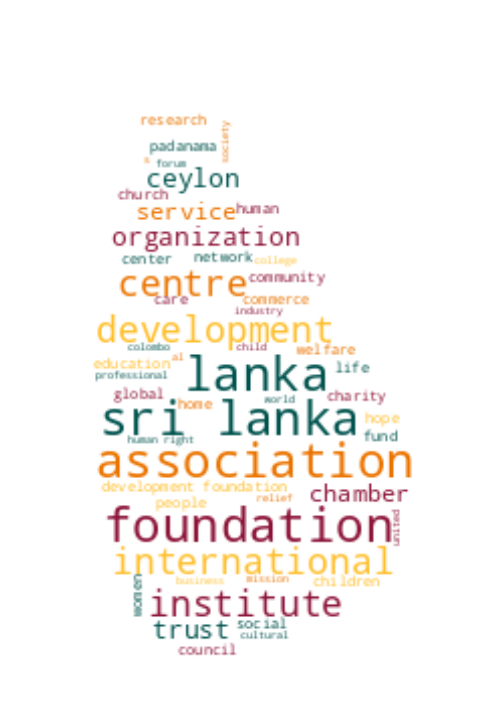 research
society
padanama
a
forum
ceylon
church
service human
organization
center network college
centre community
care commerce
industry
development
colombo child welfare
education al
professional lanka life
global home world charity
sri lanka hope
human right fund
association
development foundation chamber
people relief
foundation united
international
women business mission children
institute
trust social
cultural
council